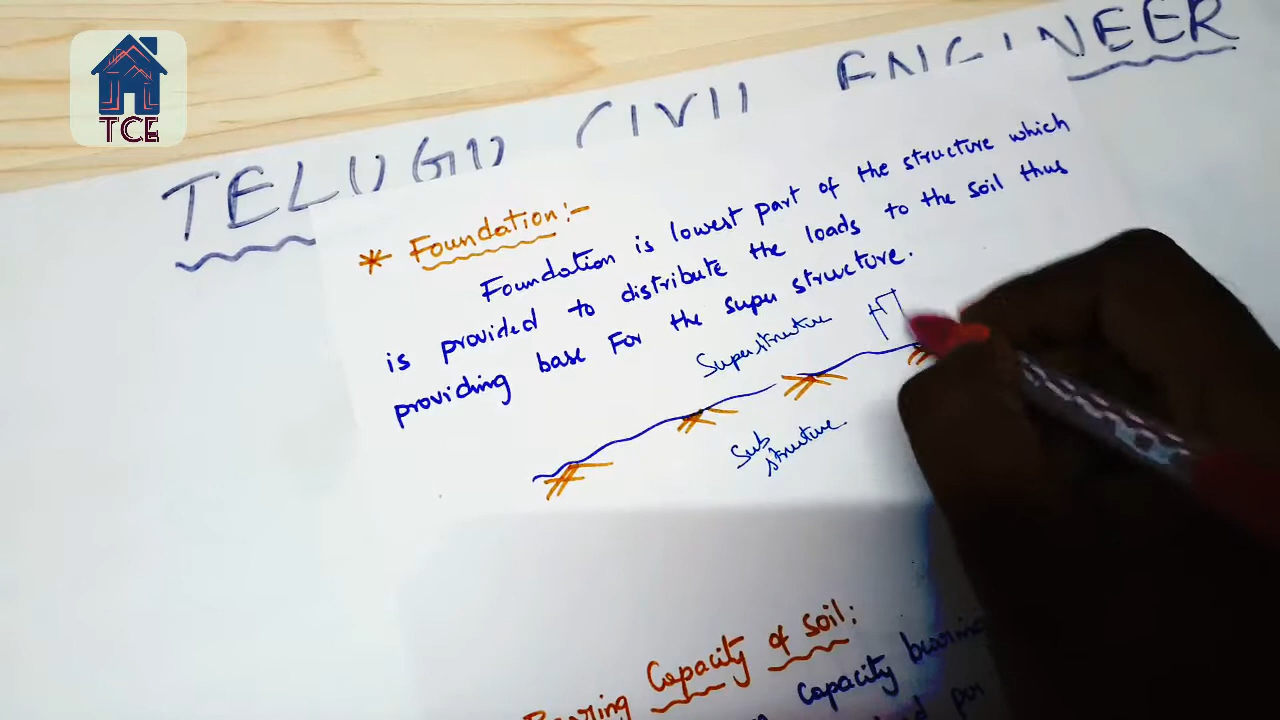 TCE
TELUGU CIVIL ENGINEER
* Foundation:-
Foundation is lowest part of the structure which
is provided to distribute the loads to the soil thus
providing base For the super structure.
Superstructure
Sub
structure
Bearing Capacity of Soil:
capacity bearing